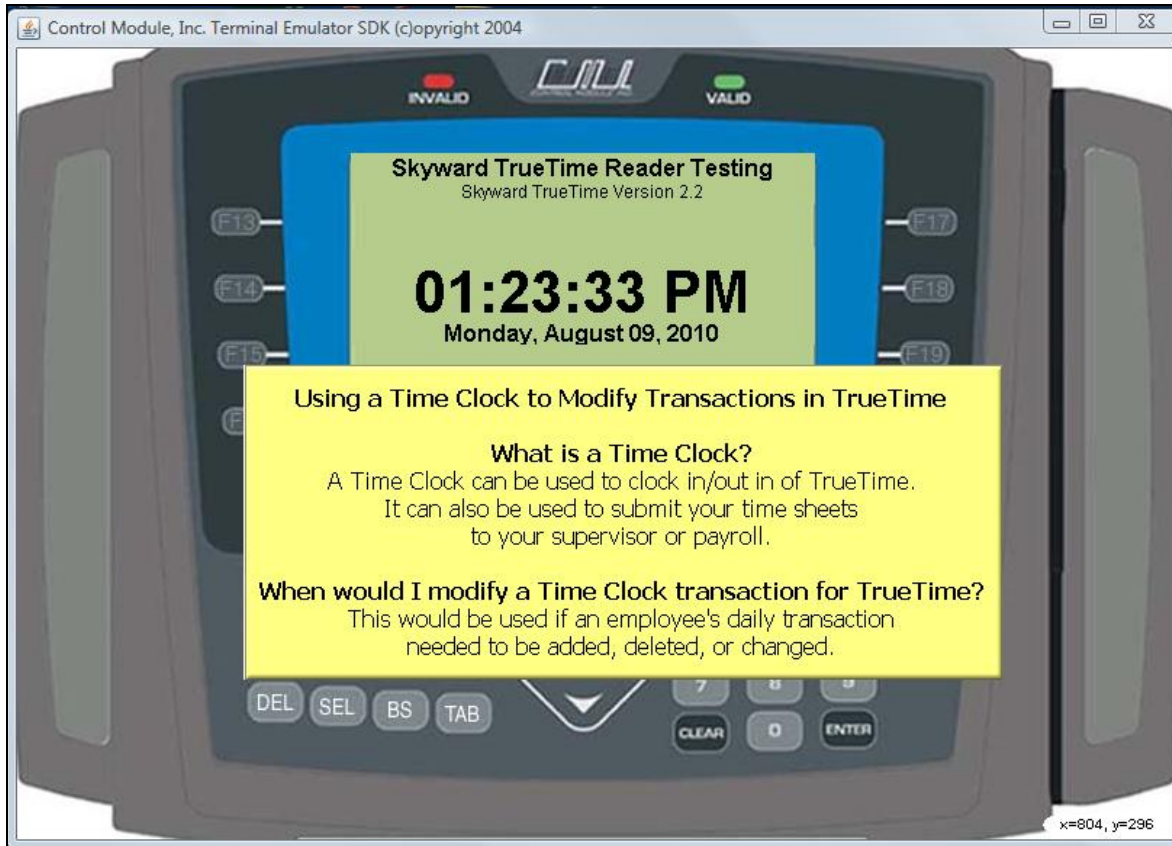 Control Module, Inc. Terminal Emulator SDK (c)opyright 2004
CMI
INVALID
VALID
Skyward TrueTime Reader Testing
Skyward TrueTime Version 2.2
F13
F17
01:23:33 PM
F14
F18
Monday, August 09, 2010
F15
F19
Using a Time Clock to Modify Transactions in TrueTime
What is a Time Clock?
A Time Clock can be used to clock in/out in of TrueTime.
It can also be used to submit your time sheets
to your supervisor or payroll.
When would I modify a Time Clock transaction for TrueTime?
This would be used if an employee's daily transaction
needed to be added, deleted, or changed.
7 8 9
DEL SEL BS TAB
CLEAR 0 ENTER
x=804, y=296